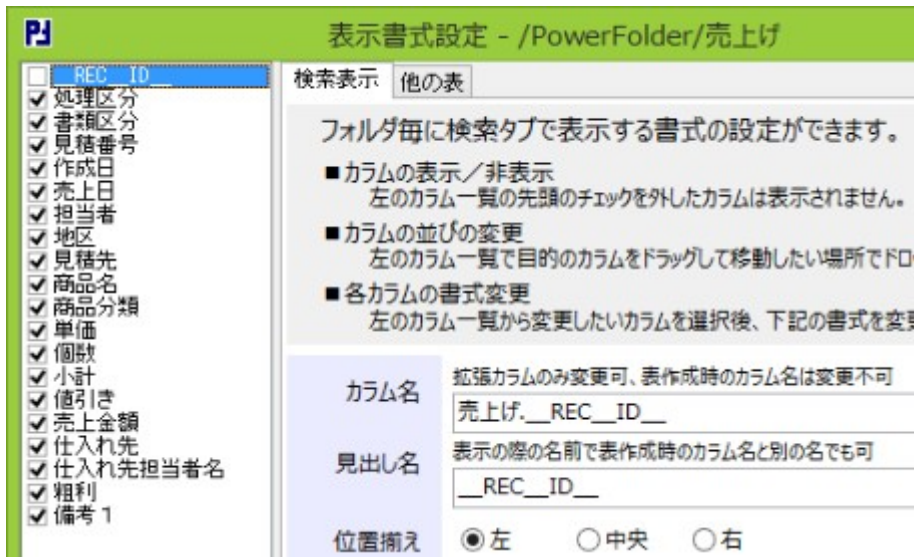 表示書式設定 - /PowerFolder/売上げ
__REC__ID__
処理区分
書類区分
見積番号
作成日
売上日
担当者
地区
見積先
商品名
商品分類
単価
個数
小計
値引き
売上金額
仕入れ先
仕入れ先担当者名
粗利
備考1
検索表示 他の表
フォルダ毎に検索タブで表示する書式の設定ができます。
■カラムの表示／非表示
左のカラム一覧の先頭のチェックを外したカラムは表示されません。
■カラムの並びの変更
左のカラム一覧で目的のカラムをドラッグして移動したい場所でドロ
■各カラムの書式変更
左のカラム一覧から変更したいカラムを選択後、下記の書式を変更
カラム名
拡張カラムのみ変更可、表作成時のカラム名は変更不可
売上げ.__REC__ID__
見出し名
表示の際の名前で表作成時のカラム名と別の名でも可
__REC__ID__
位置揃え 左 中央 右